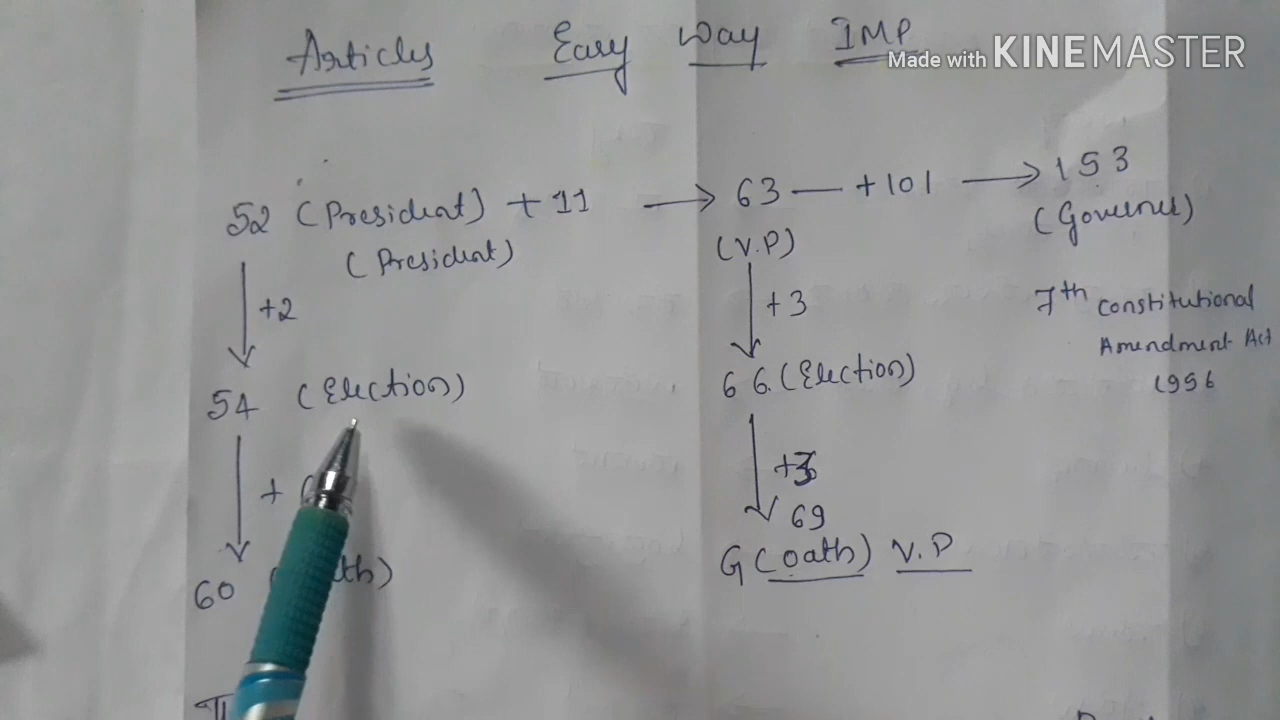 Articles Easy Way IMP
Made with KINEMASTER
52 (President) + 11 → 63 — +101 → 153
(President) (V.P) (Governer)
+2 +3 7th constitutional
Amendment Act
1956
54 (Election) 66. (Election)
+ +3
69
60 G (oath) V.P